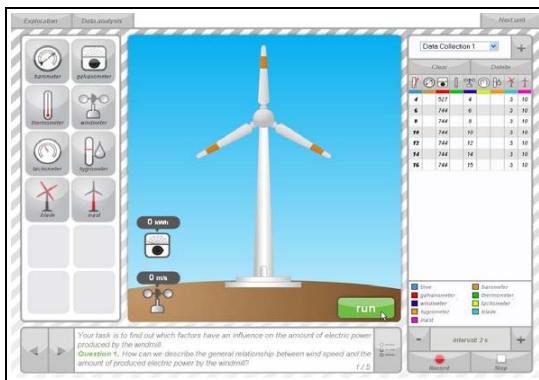 Exploration Data analysis Next unit
Data Collection 1 +
Clear Delete
barometer galvanometer
thermometer windmeter
tachometer hygrometer
blade mast
4 527 4 3 10
6 744 6 3 10
8 744 8 3 10
10 744 10 3 10
12 744 12 3 10
14 744 14 3 10
16 744 15 3 10
0 kWh
0 m/s
run
time barometer
galvanometer thermometer
windmeter tachometer
hygrometer blade
mast
- interval: 2 s +
Record Stop
Your task is to find out which factors have an influence on the amount of electric power
produced by the windmill.
Question 1. How can we describe the general relationship between wind speed and the
amount of produced electric power by the windmill?
1 / 5